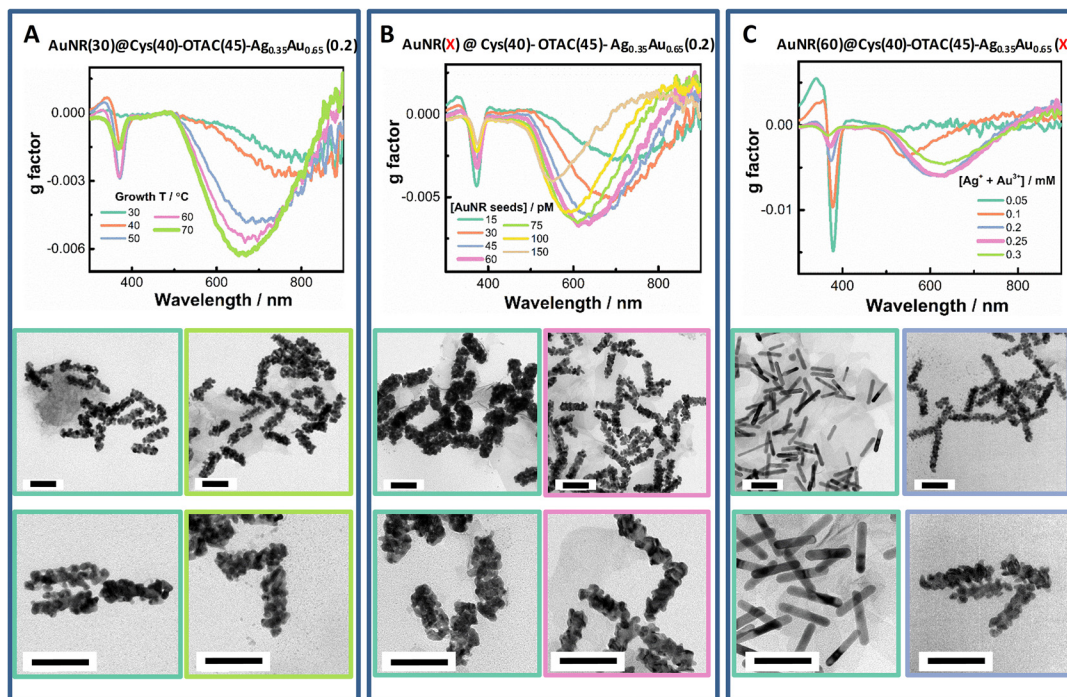 A
AuNR(30)@Cys(40)-OTAC(45)-Ag0.35Au0.65 (0.2)
0.000
-0.003
-0.006
g factor
Growth T / °C
30
40
50
60
70
400
600
800
Wavelength / nm
B
AuNR(X) @ Cys(40)- OTAC(45)- Ag0.35Au0.65(0.2)
0.000
-0.005
g factor
[AuNR seeds] / pM
15
30
45
60
75
100
150
400
600
800
Wavelength / nm
C
AuNR(60)@Cys(40)-OTAC(45)-Ag0.35Au0.65 (X
0.00
-0.01
g factor
[Ag⁺ + Au³⁺] / mM
0.05
0.1
0.2
0.25
0.3
400
600
800
Wavelength / nm